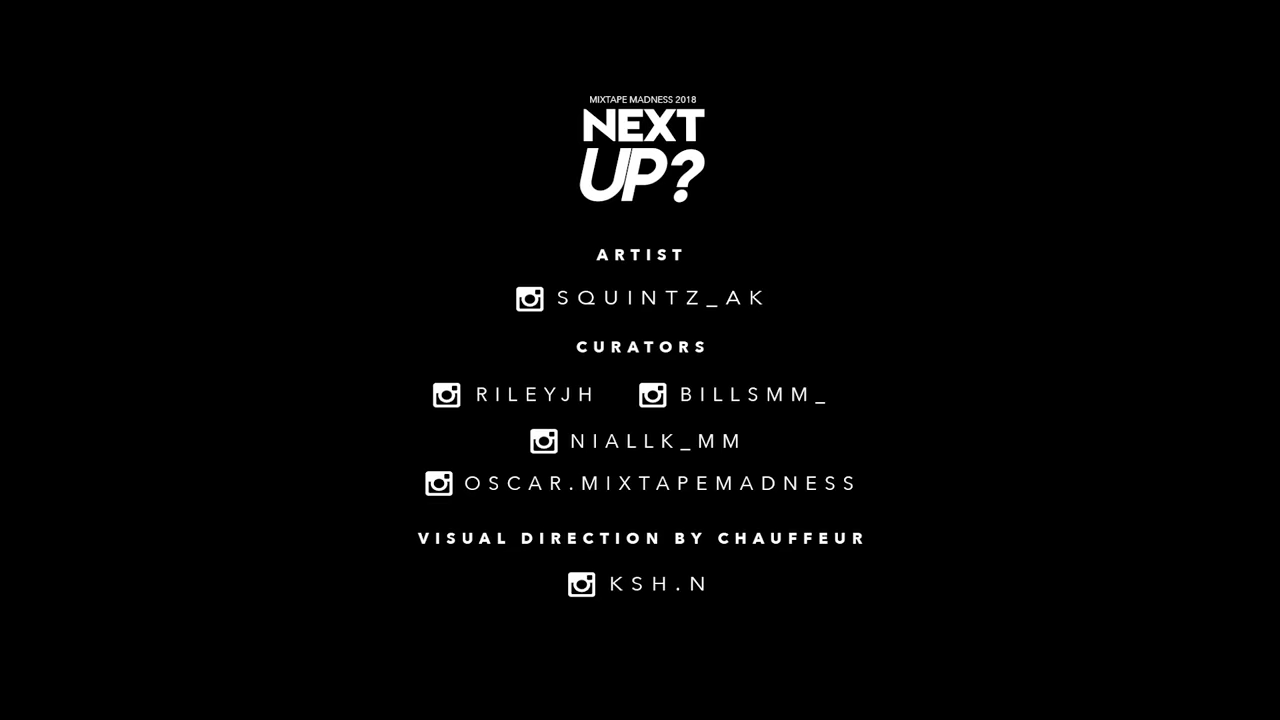 MIXTAPE MADNESS 2018
NEXT
UP?
ARTIST
SQUINTZ_AK
CURATORS
RILEYJH BILLSMM_
NIALLK_MM
OSCAR.MIXTAPEMADNESS
VISUAL DIRECTION BY CHAUFFEUR
KSH.N